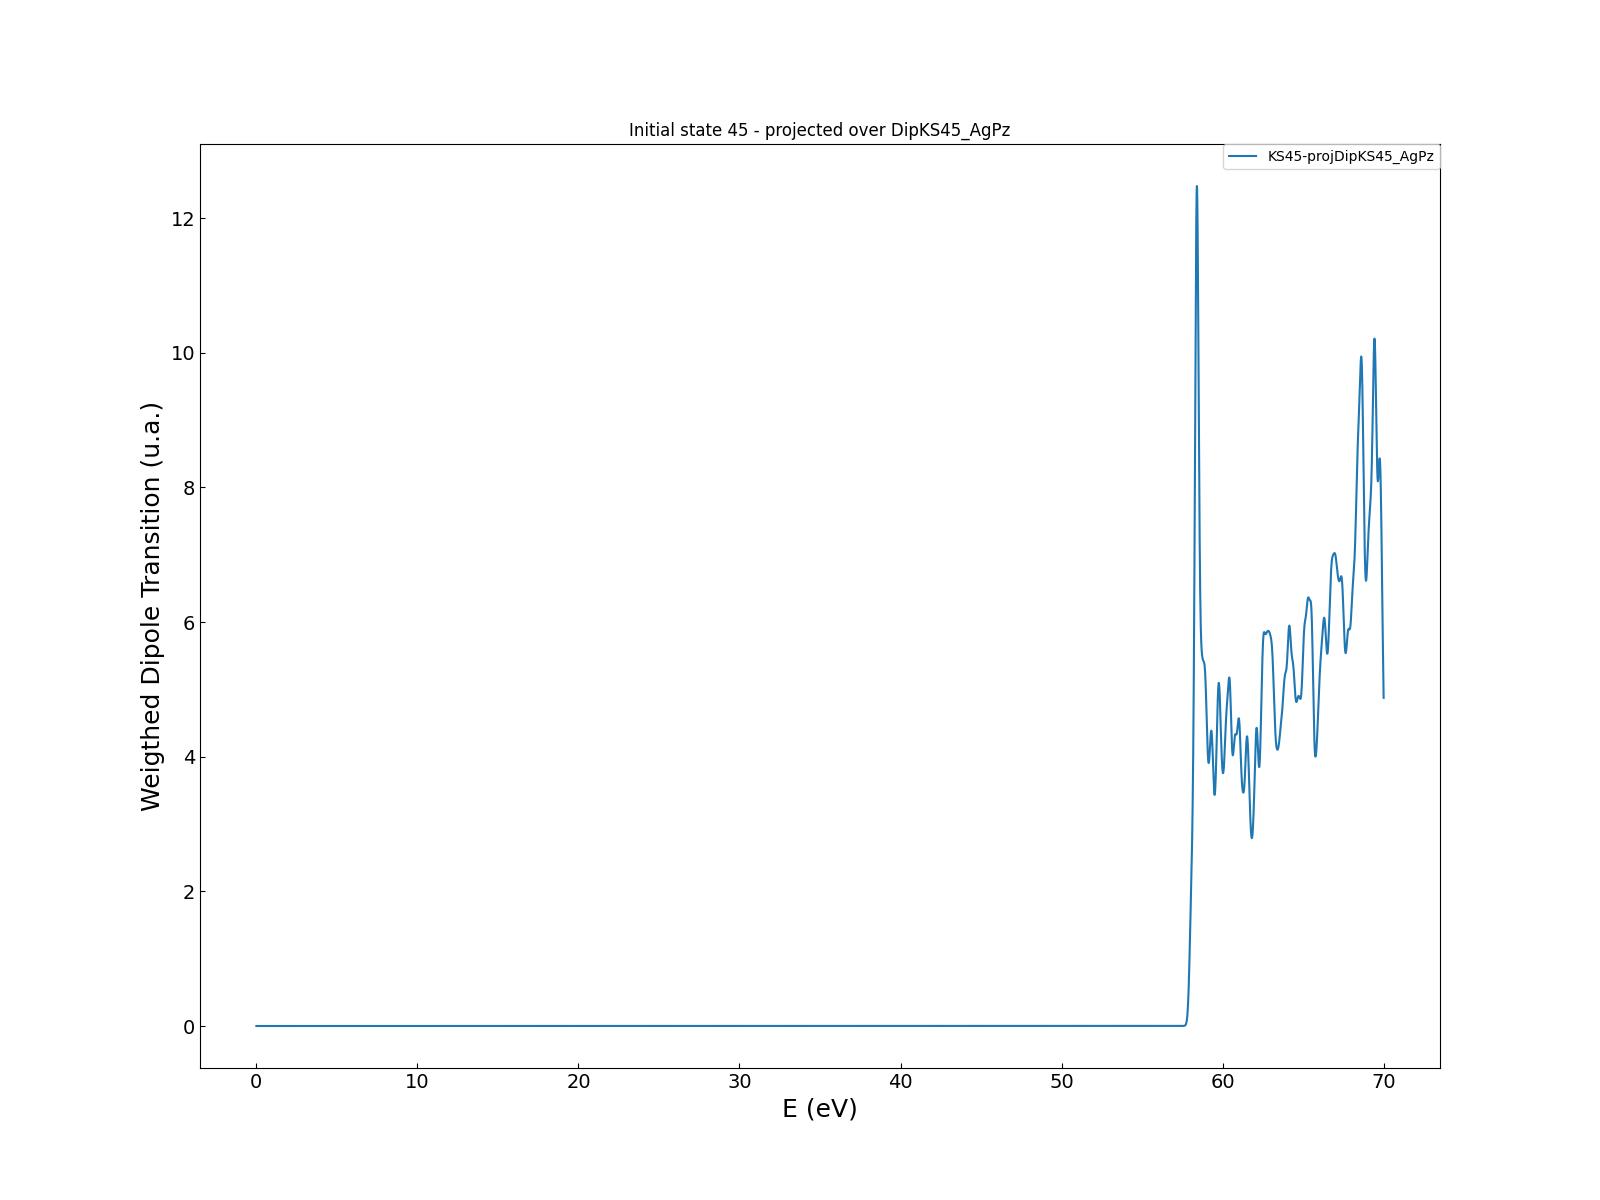 Initial state 45 - projected over DipKS45_AgPz
KS45-projDipKS45_AgPz
Weigthed Dipole Transition (u.a.)
12
10
8
6
4
2
0
0 10 20 30 40 50 60 70
E (eV)